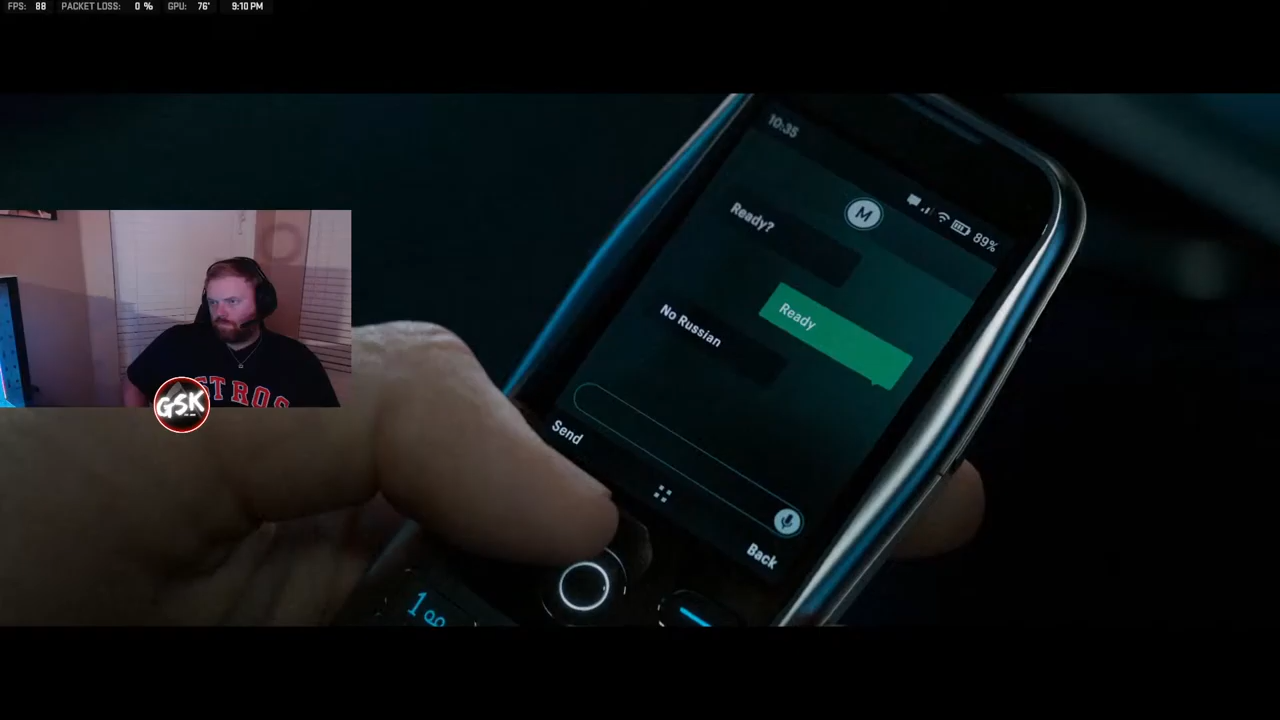 FPS: 88 PACKET LOSS: 0 % GPU: 76° 9:10 PM
10:35
M
89%
Ready?
Ready
No Russian
Send
Back
1
GSK
STROS